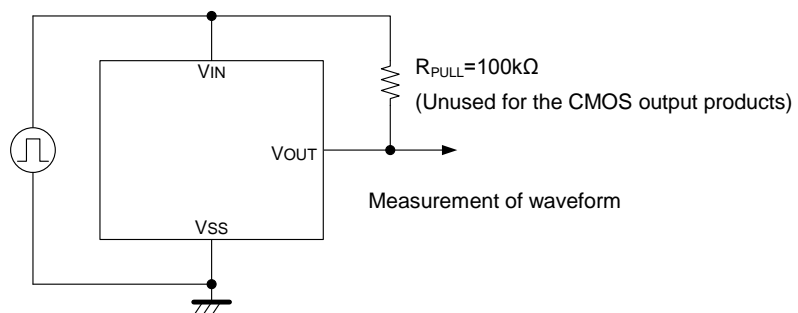 VIN
RPULL=100kΩ
(Unused for the CMOS output products)
VOUT
Measurement of waveform
VSS